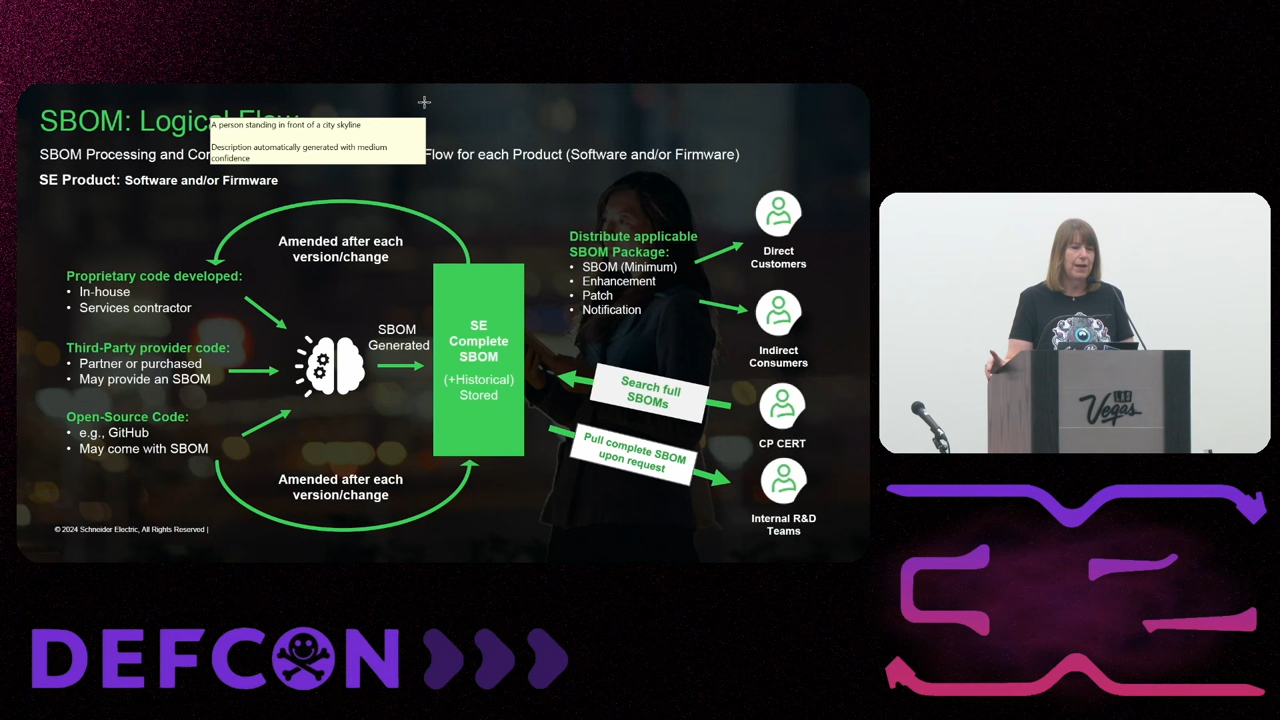 SBOM: Logical Flow
A person standing in front of a city skyline
Description automatically generated with medium
confidence
SBOM Processing and Con
Flow for each Product (Software and/or Firmware)
SE Product: Software and/or Firmware
Amended after each
version/change
Proprietary code developed:
• In-house
• Services contractor
Third-Party provider code:
• Partner or purchased
• May provide an SBOM
Open-Source Code:
• e.g., GitHub
• May come with SBOM
SBOM
Generated
SE
Complete
SBOM
(+Historical)
Stored
Amended after each
version/change
Distribute applicable
SBOM Package:
• SBOM (Minimum)
• Enhancement
• Patch
• Notification
Direct
Customers
Indirect
Consumers
Search full
SBOMs
CP CERT
Pull complete SBOM
upon request
Internal R&D
Teams
© 2024 Schneider Electric, All Rights Reserved |
LAS
Vegas
DEFCON